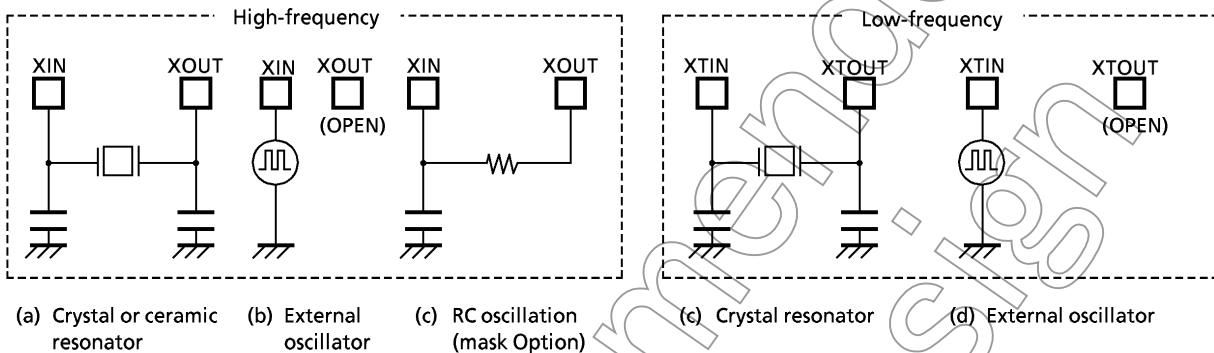 High-frequency
Low-frequency
XIN
XOUT
XIN
XOUT
XIN
XOUT
XTIN
XTOUT
XTIN
XTOUT
(OPEN)
(OPEN)
(a) Crystal or ceramic
resonator
(b) External
oscillator
(c) RC oscillation
(mask Option)
(c) Crystal resonator
(d) External oscillator